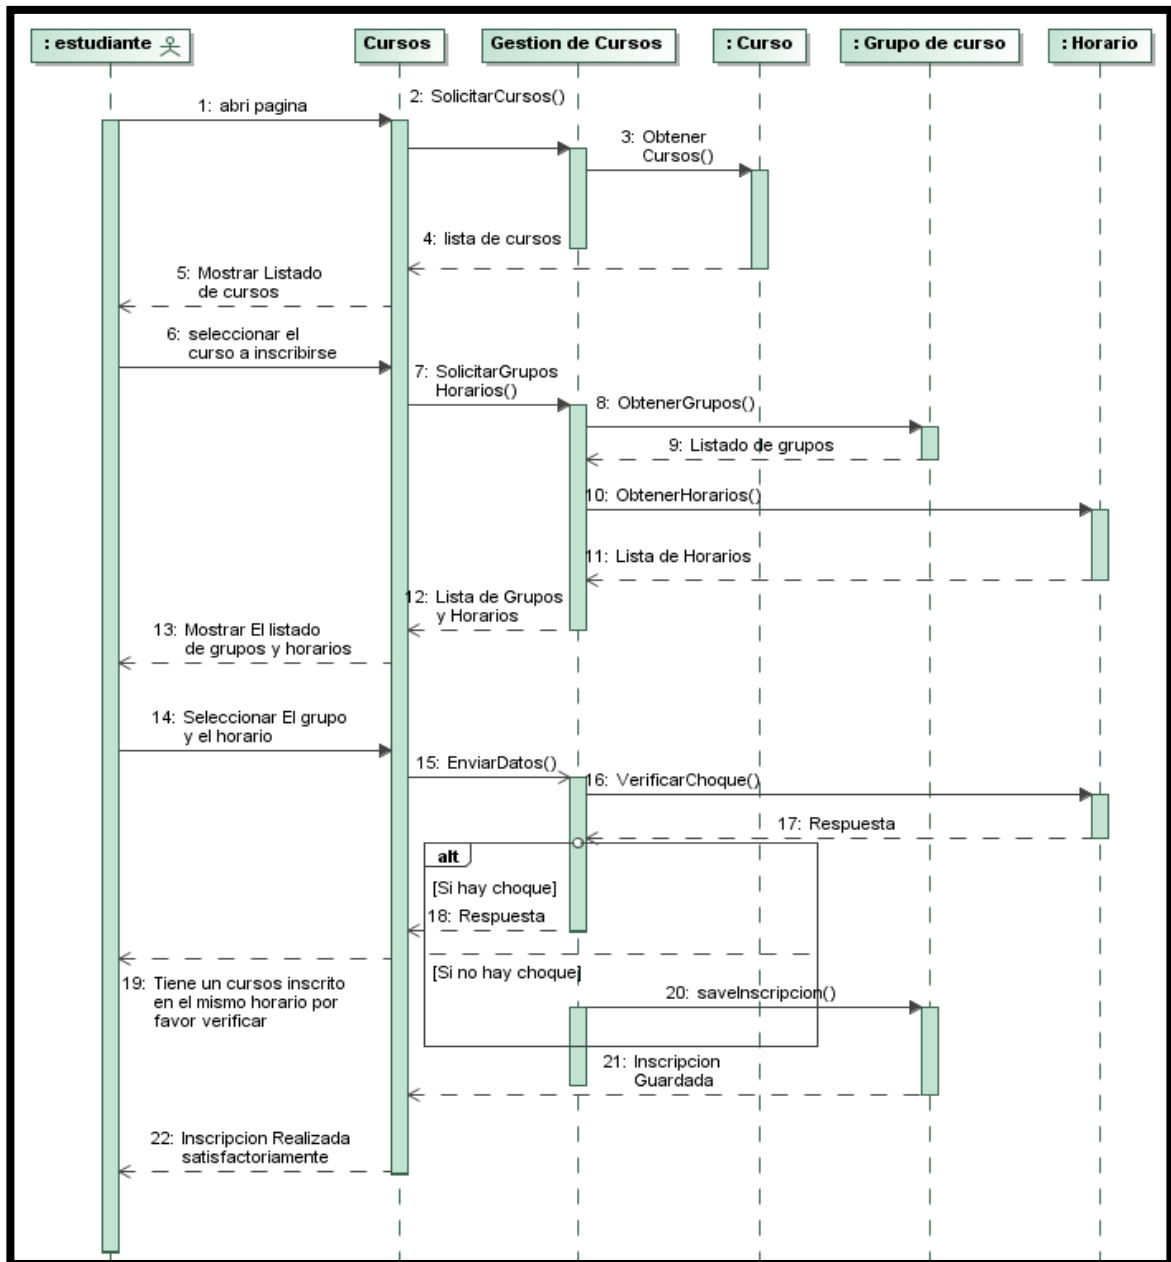 : estudiante
Cursos
Gestion de Cursos
: Curso
: Grupo de curso
: Horario
1: abri pagina
2: SolicitarCursos()
3: Obtener
Cursos()
4: lista de cursos
5: Mostrar Listado
de cursos
6: seleccionar el
curso a inscribirse
7: SolicitarGrupos
Horarios()
8: ObtenerGrupos()
9: Listado de grupos
10: ObtenerHorarios()
11: Lista de Horarios
12: Lista de Grupos
y Horarios
13: Mostrar El listado
de grupos y horarios
14: Seleccionar El grupo
y el horario
15: EnviarDatos()
16: VerificarChoque()
17: Respuesta
alt
[Si hay choque]
18: Respuesta
19: Tiene un cursos inscrito
en el mismo horario por
favor verificar
[Si no hay choque]
20: saveInscripcion()
21: Inscripcion
Guardada
22: Inscripcion Realizada
satisfactoriamente